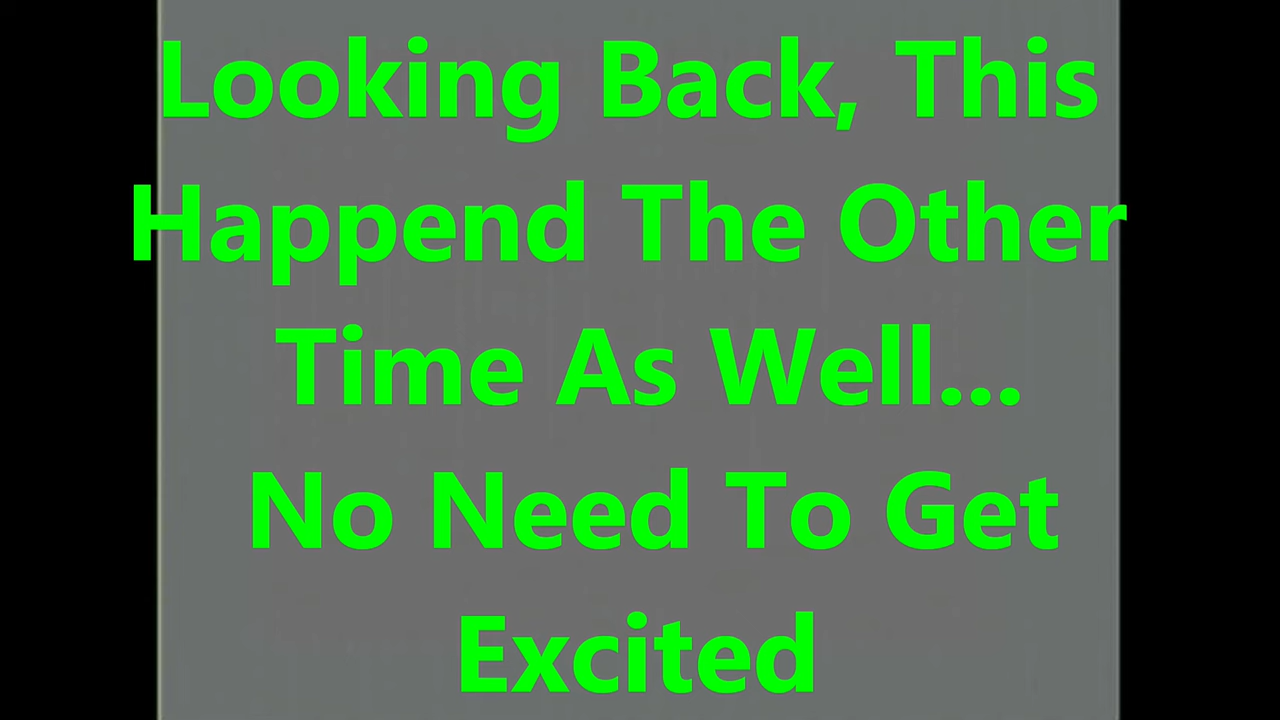 Looking Back, This
Happend The Other
Time As Well...
No Need To Get
Excited